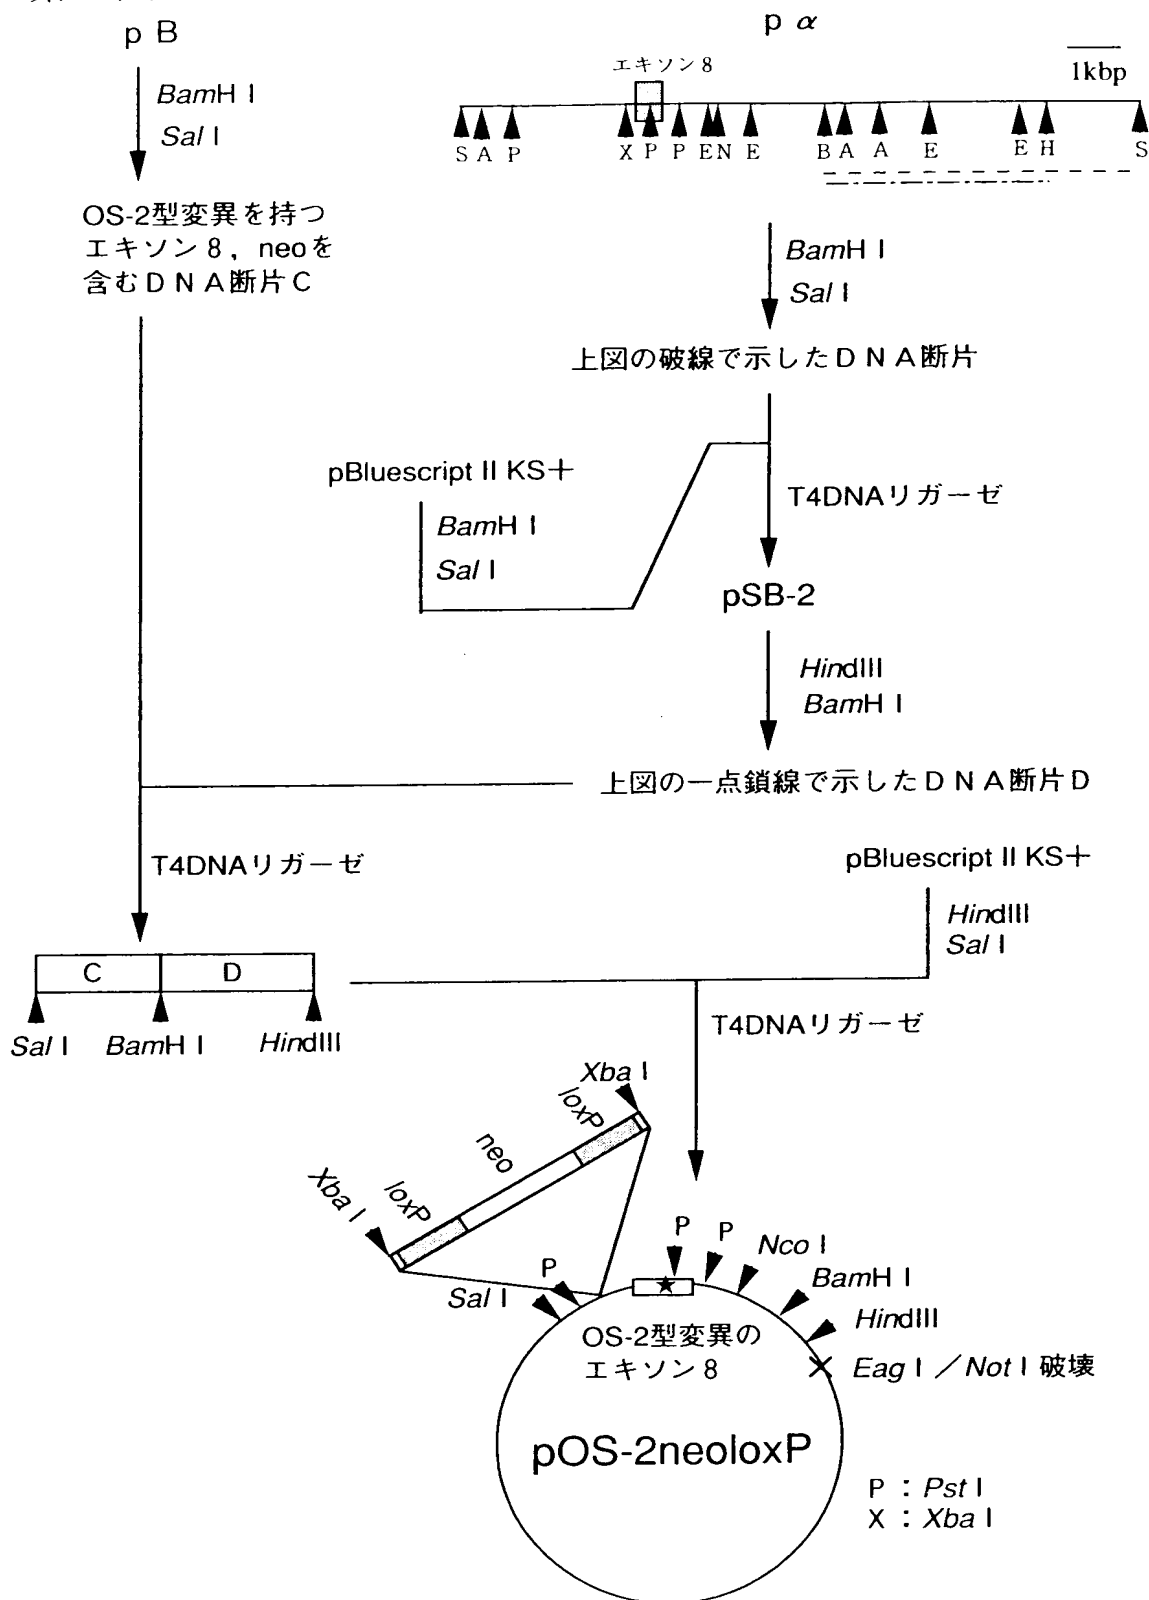 p B
BamH I
Sal I
OS-2型変異を持つ
エキソン8，neoを
含むDNA断片C
p α
エキソン8
1kbp
S A P X P P E N E B A A E E H S
BamH I
Sal I
上図の破線で示したDNA断片
pBluescript II KS+
BamH I
Sal I
T4DNAリガーゼ
pSB-2
HindIII
BamH I
上図の一点鎖線で示したDNA断片D
T4DNAリガーゼ
pBluescript II KS+
HindIII
Sal I
C D
Sal I BamH I HindIII
T4DNAリガーゼ
Xba I
loxP
neo
loxP
Xba I
Sal I
P
P
P
Nco I
BamH I
HindIII
Eag I ／Not I 破壊
OS-2型変異の
エキソン8
pOS-2neoloxP
P : Pst I
X : Xba I